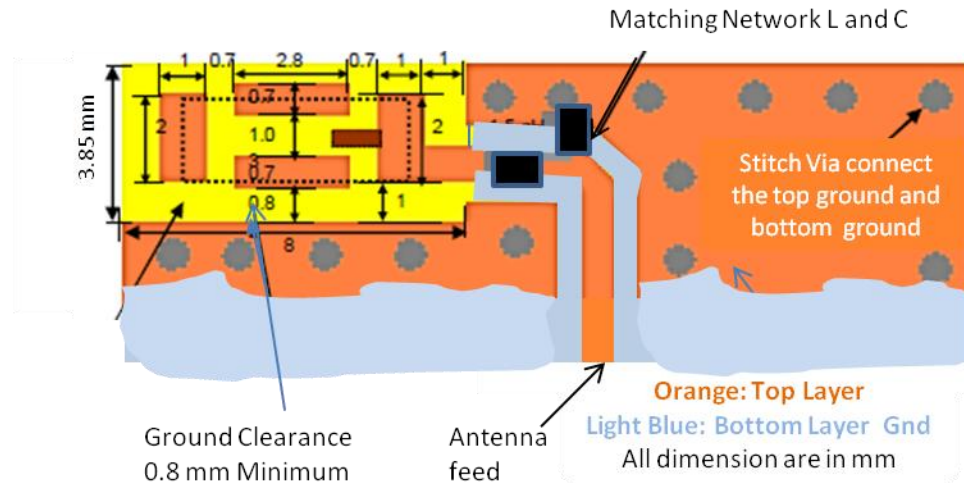 Matching Network L and C
1 0.7 2.8 0.7 1 1
0.7
3.85 mm
2
1.0
2
3
0.7
0.8
1
8
Stitch Via connect
the top ground and
bottom ground
Orange: Top Layer
Light Blue: Bottom Layer Gnd
All dimension are in mm
Ground Clearance
0.8 mm Minimum
Antenna
feed